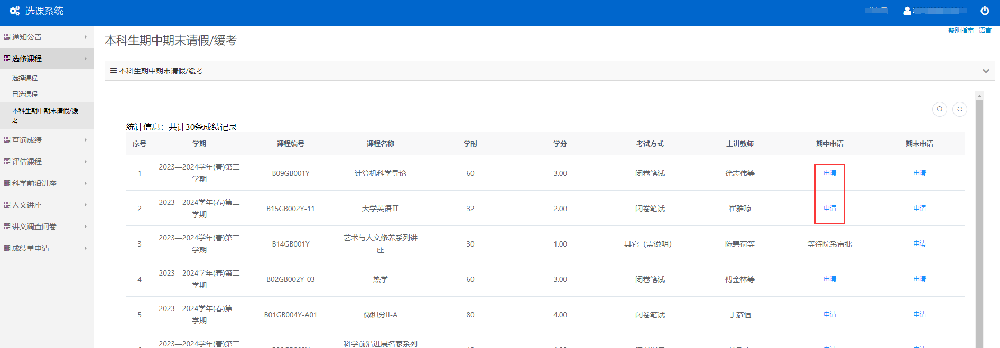 选课系统
帮助指南 语言
通知公告
选修课程
选择课程
已选课程
本科生期中期末请假/缓
考
查询成绩
评估课程
科学前沿讲座
人文讲座
讲义调查问卷
成绩单申请
本科生期中期末请假/缓考
本科生期中期末请假/缓考
统计信息：共计30条成绩记录
序号 学期 课程编号 课程名称 学时 学分 考试方式 主讲教师 期中申请 期末申请
1 2023—2024学年(春)第二
学期 B09GB001Y 计算机科学导论 60 3.00 闭卷笔试 徐志伟等 申请 申请
2 2023—2024学年(春)第二
学期 B15GB002Y-11 大学英语Ⅱ 32 2.00 闭卷笔试 崔雅琼 申请 申请
3 2023—2024学年(春)第二
学期 B14GB001Y 艺术与人文修养系列讲
座 30 1.00 其它（需说明） 陈碧荷等 等待院系审批 申请
4 2023—2024学年(春)第二
学期 B02GB002Y-03 热学 60 3.00 闭卷笔试 傅金林等 申请 申请
5 2023—2024学年(春)第二
学期 B01GB004Y-A01 微积分II-A 80 4.00 闭卷笔试 丁彦恒 申请 申请
2023—2024学年(春)第二 科学前沿进展名家系列